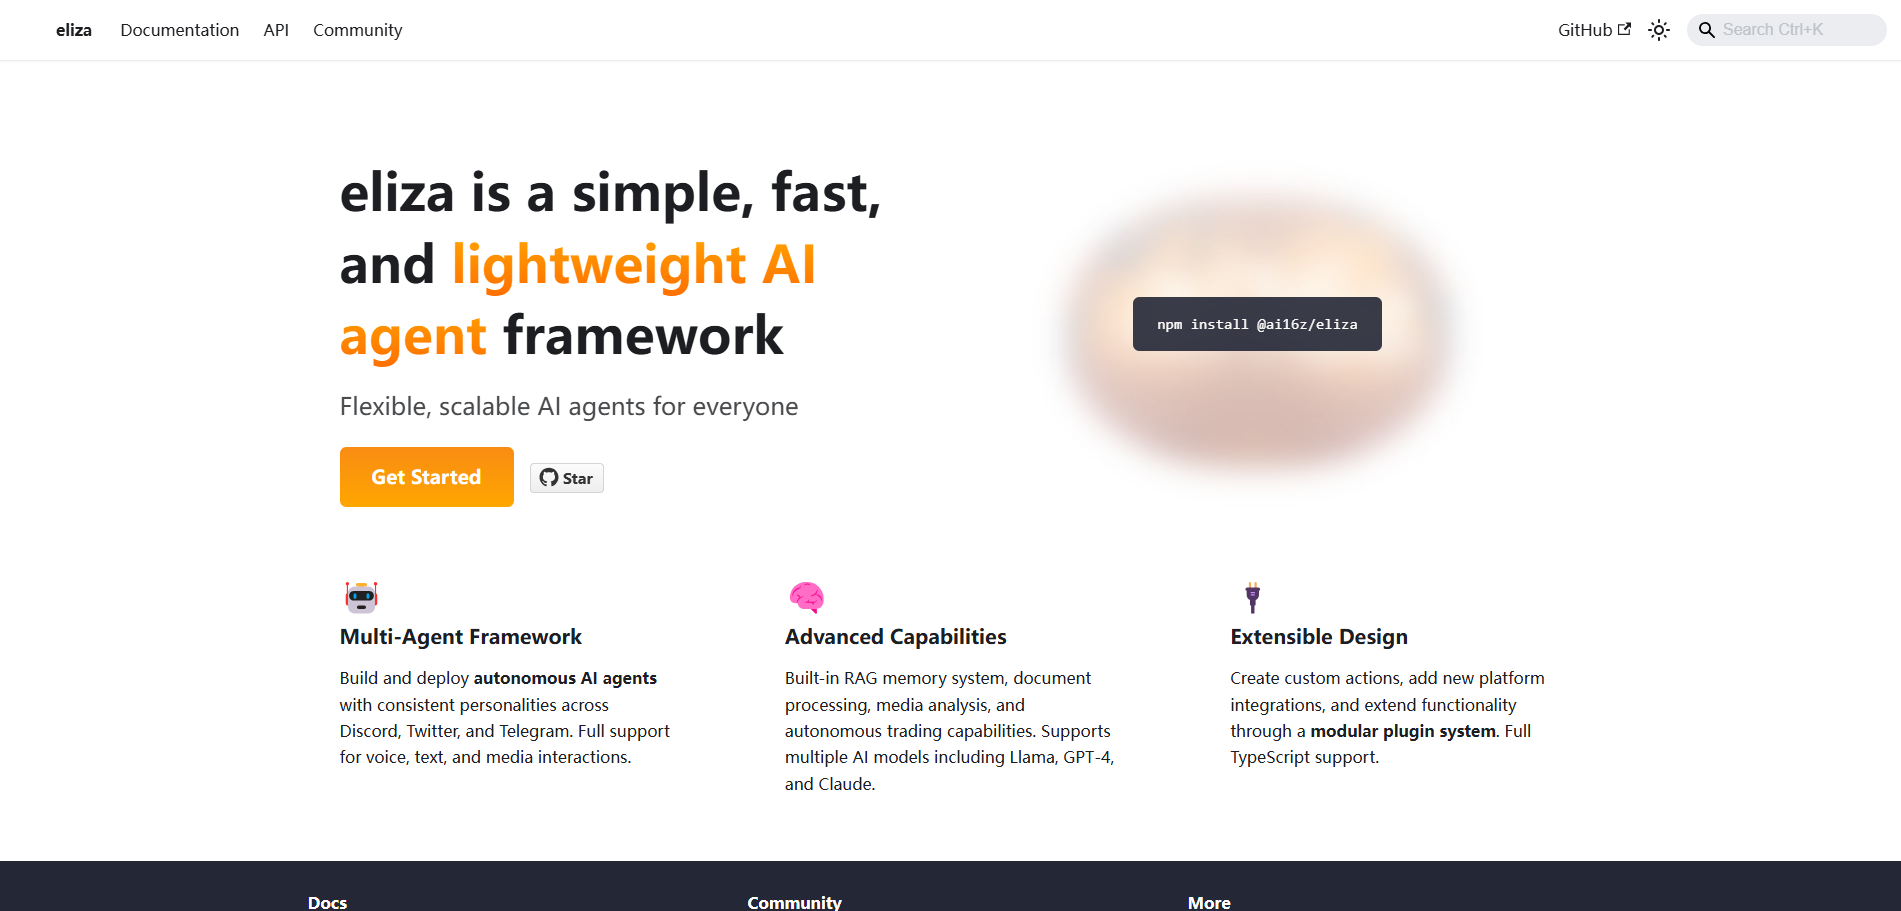 eliza Documentation API Community GitHub Search Ctrl+K
eliza is a simple, fast,
and lightweight AI
agent framework
Flexible, scalable AI agents for everyone
Get Started Star
npm install @ai16z/eliza
Multi-Agent Framework
Build and deploy autonomous AI agents
with consistent personalities across
Discord, Twitter, and Telegram. Full support
for voice, text, and media interactions.
Advanced Capabilities
Built-in RAG memory system, document
processing, media analysis, and
autonomous trading capabilities. Supports
multiple AI models including Llama, GPT-4,
and Claude.
Extensible Design
Create custom actions, add new platform
integrations, and extend functionality
through a modular plugin system. Full
TypeScript support.
Docs Community More